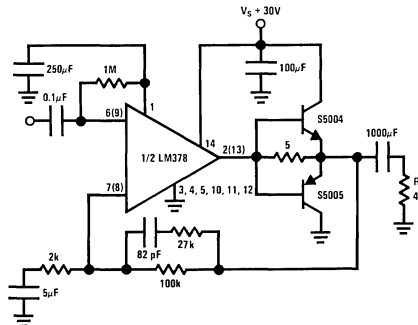 VS + 30V
250µF
1M
100µF
0.1µF
6(9)
1
14
S5004
1000µF
1/2 LM378
2(13)
5
R
4
7(8)
3, 4, 5, 10, 11, 12
S5005
2k
82 pF
27k
5µF
100k